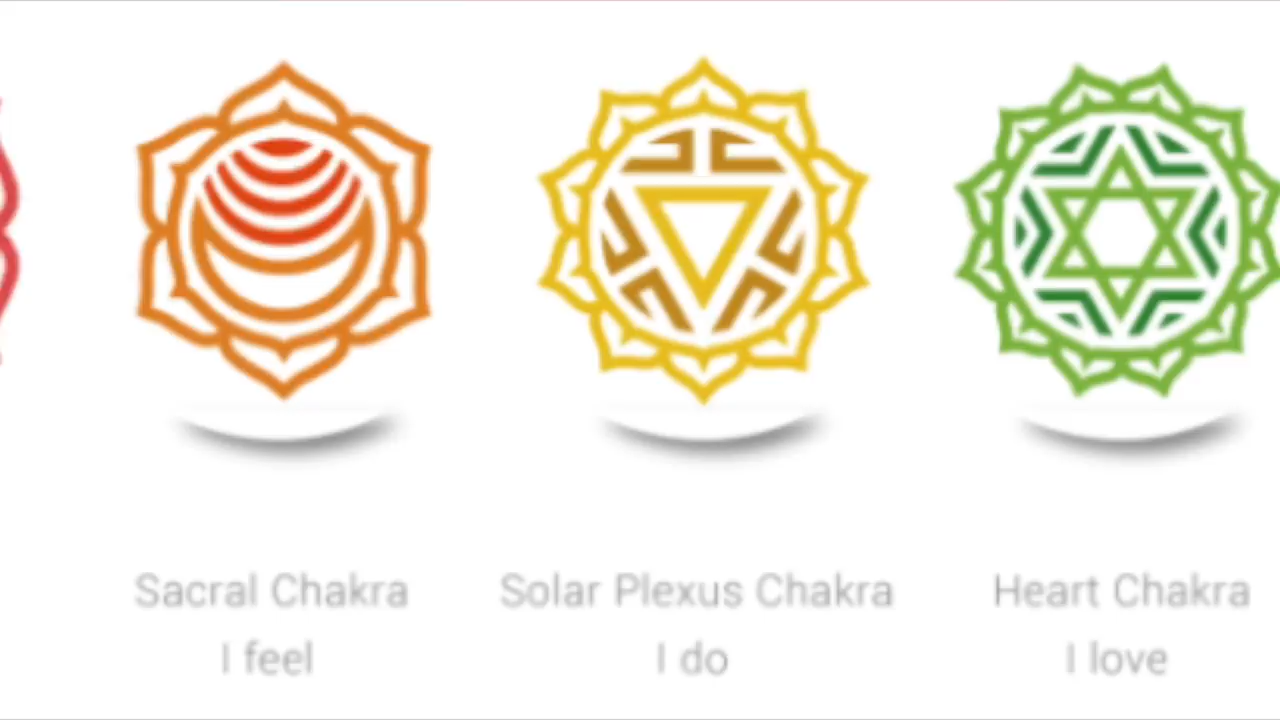 Sacral Chakra
I feel
Solar Plexus Chakra
I do
Heart Chakra
I love